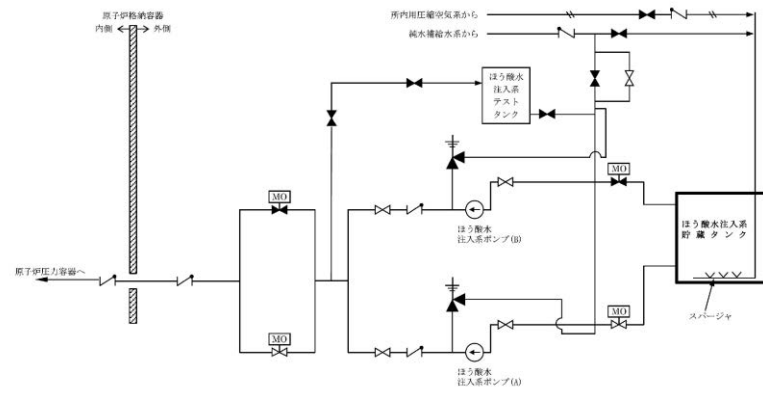 原子炉格納容器
内側 外側
所内用圧縮空気系から
純水補給水系から
ほう酸水
注入系
テスト
タンク
MO
MO
ほう酸水
注入系ポンプ(B)
ほう酸水注入系
貯蔵タンク
原子炉圧力容器へ
スパージャ
MO
MO
ほう酸水
注入系ポンプ(A)